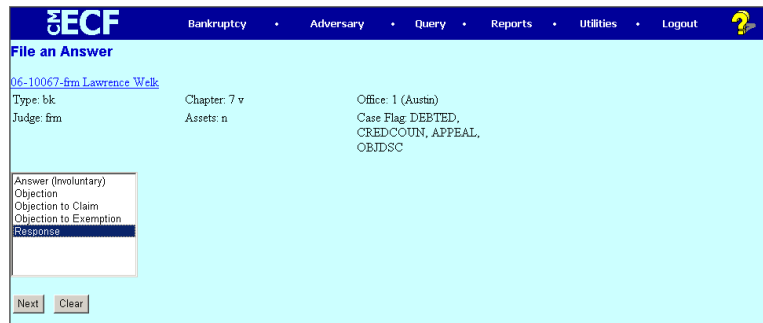 CM ECF Bankruptcy • Adversary • Query • Reports • Utilities • Logout ?
File an Answer
06-10067-frm Lawrence Welk
Type: bk Chapter: 7 v Office: 1 (Austin)
Judge: frm Assets: n Case Flag: DEBTED,
CREDCOUN, APPEAL,
OBJDSC
Answer (Involuntary)
Objection
Objection to Claim
Objection to Exemption
Response
Next Clear